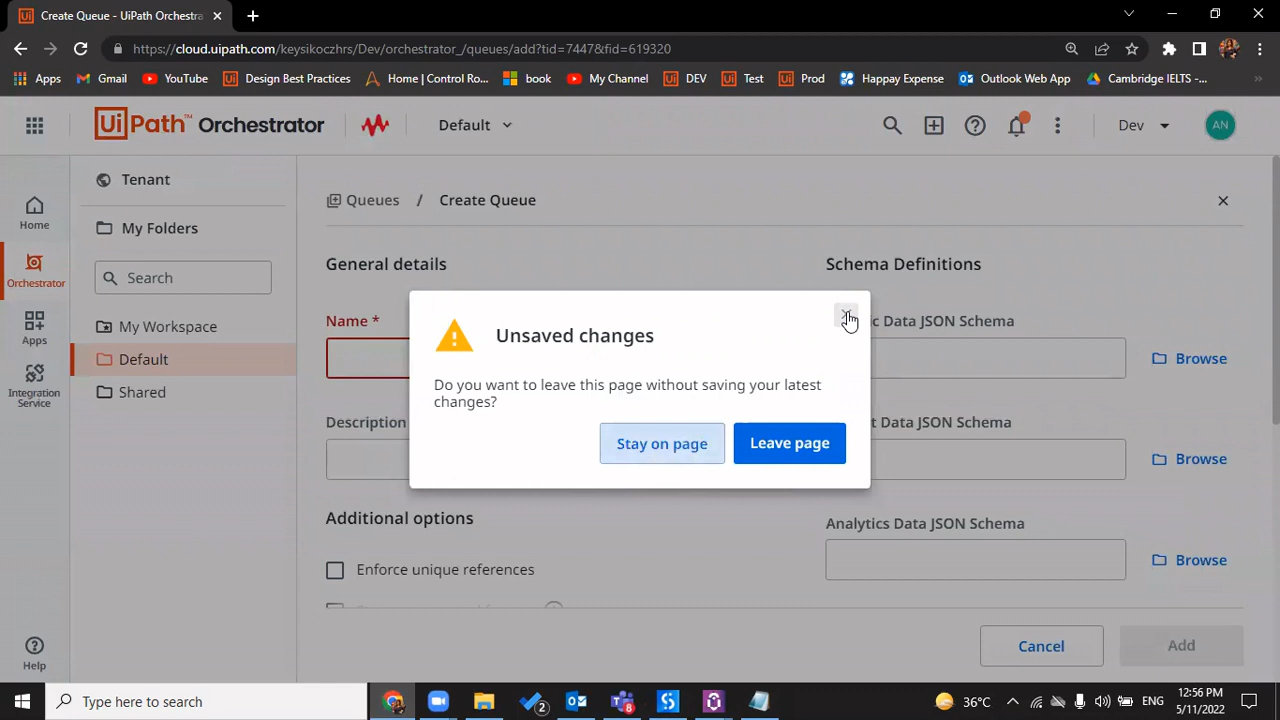 Create Queue - UiPath Orchestrator
https://cloud.uipath.com/keysikoczhrs/Dev/orchestrator_/queues/add?tid=74447&fid=619320
Apps
Gmail
YouTube
Design Best Practices
Home | Control Ro...
book
My Channel
DEV
Test
Prod
Happay Expense
Outlook Web App
Cambridge IELTS -...
UiPath™ Orchestrator
Default
Dev
AN
Home
Orchestrator
Apps
Integration
Service
Help
Tenant
My Folders
Search
My Workspace
Default
Shared
Queues / Create Queue
General details
Schema Definitions
Name *
Data JSON Schema
Browse
Description
Data JSON Schema
Browse
Unsaved changes
Do you want to leave this page without saving your latest
changes?
Stay on page
Leave page
Additional options
Analytics Data JSON Schema
Enforce unique references
Browse
Cancel
Add
Type here to search
2
8
36°C
ENG
12:56 PM
5/11/2022